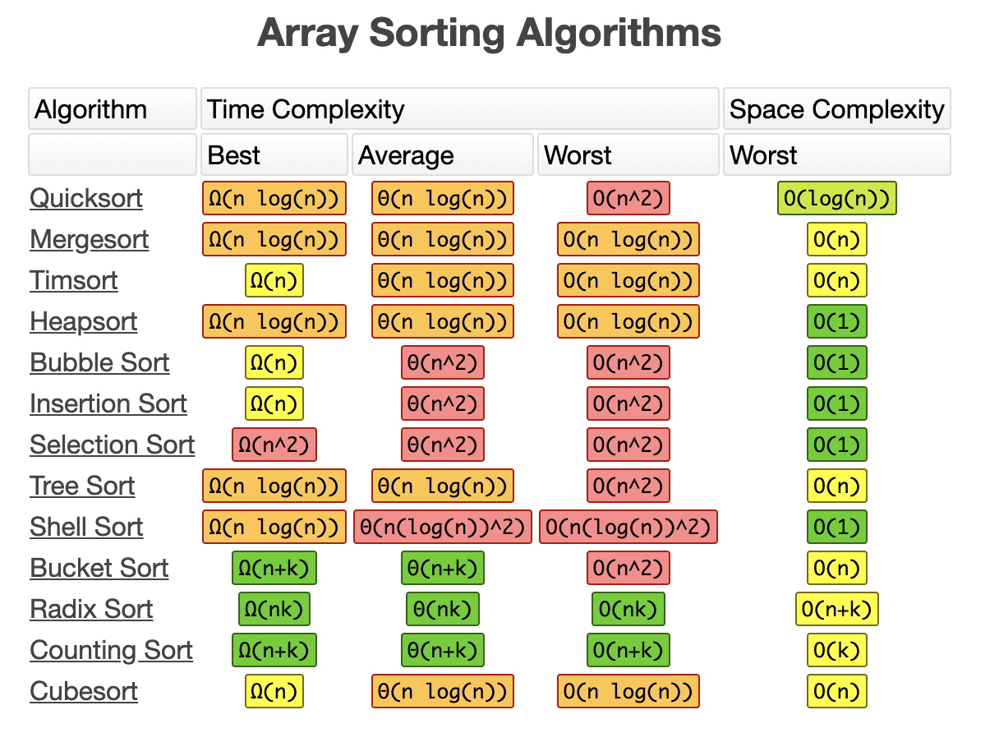 Array Sorting Algorithms
Algorithm Time Complexity Space Complexity
Best Average Worst Worst
Quicksort Ω(n log(n)) Θ(n log(n)) O(n^2) O(log(n))
Mergesort Ω(n log(n)) Θ(n log(n)) O(n log(n)) O(n)
Timsort Ω(n) Θ(n log(n)) O(n log(n)) O(n)
Heapsort Ω(n log(n)) Θ(n log(n)) O(n log(n)) O(1)
Bubble Sort Ω(n) Θ(n^2) O(n^2) O(1)
Insertion Sort Ω(n) Θ(n^2) O(n^2) O(1)
Selection Sort Ω(n^2) Θ(n^2) O(n^2) O(1)
Tree Sort Ω(n log(n)) Θ(n log(n)) O(n^2) O(n)
Shell Sort Ω(n log(n)) Θ(n(log(n))^2) O(n(log(n))^2) O(1)
Bucket Sort Ω(n+k) Θ(n+k) O(n^2) O(n)
Radix Sort Ω(nk) Θ(nk) O(nk) O(n+k)
Counting Sort Ω(n+k) Θ(n+k) O(n+k) O(k)
Cubesort Ω(n) Θ(n log(n)) O(n log(n)) O(n)